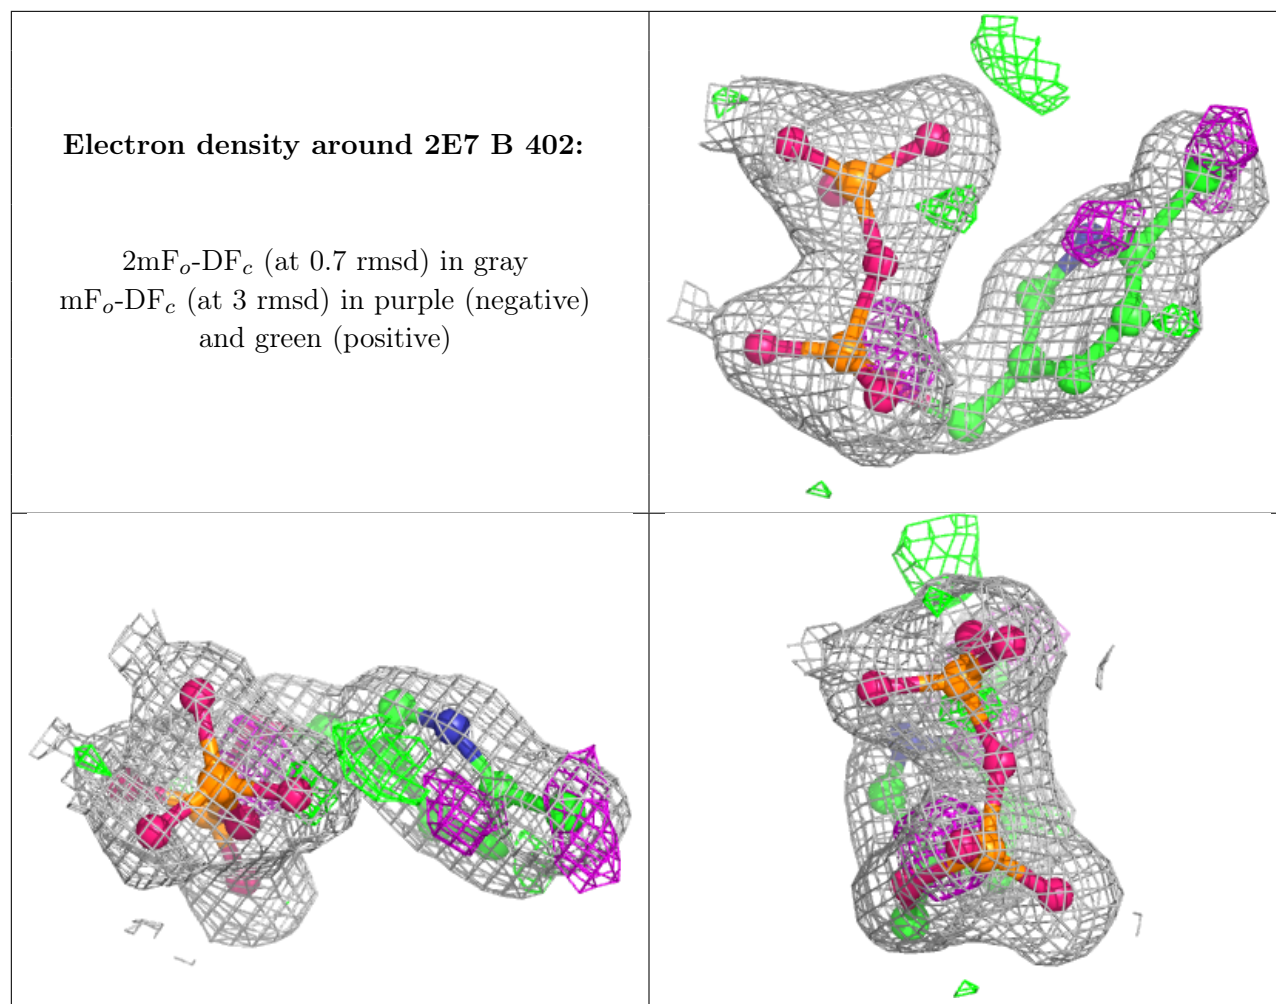 Electron density around 2E7 B 402:
2mFo-DFc (at 0.7 rmsd) in gray
mFo-DFc (at 3 rmsd) in purple (negative)
and green (positive)